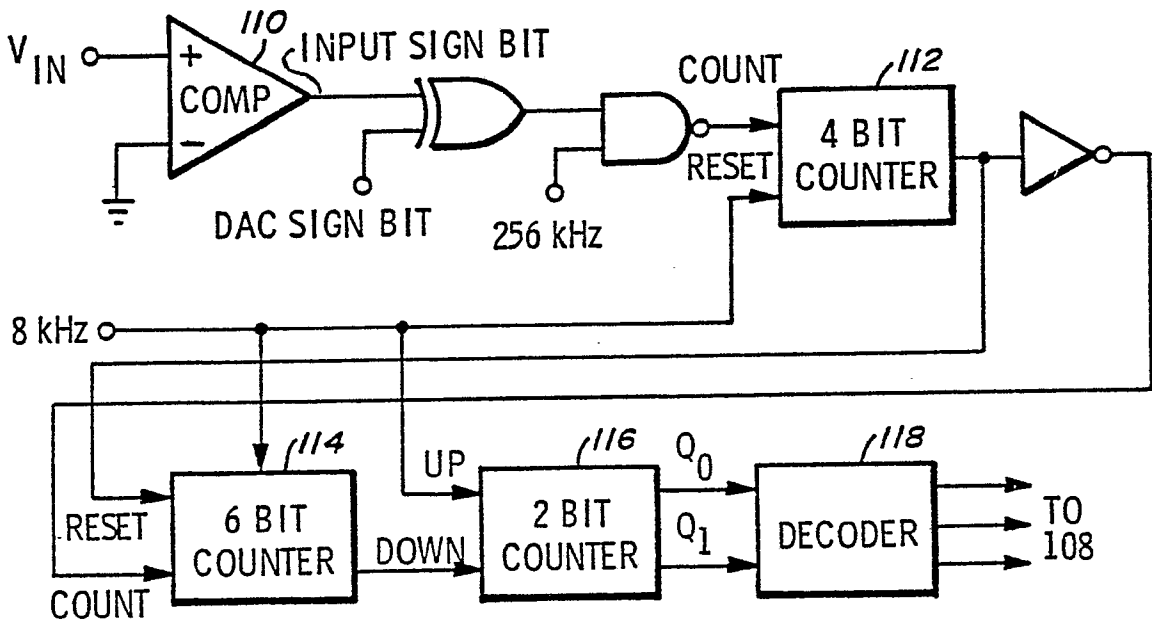 110
INPUT SIGN BIT
V IN
+
COMP
−
DAC SIGN BIT
256 kHz
COUNT
RESET
112
4 BIT
COUNTER
8 kHz
114
RESET
COUNT
6 BIT
COUNTER
UP
DOWN
116
2 BIT
COUNTER
Q0
Q1
118
DECODER
TO
108